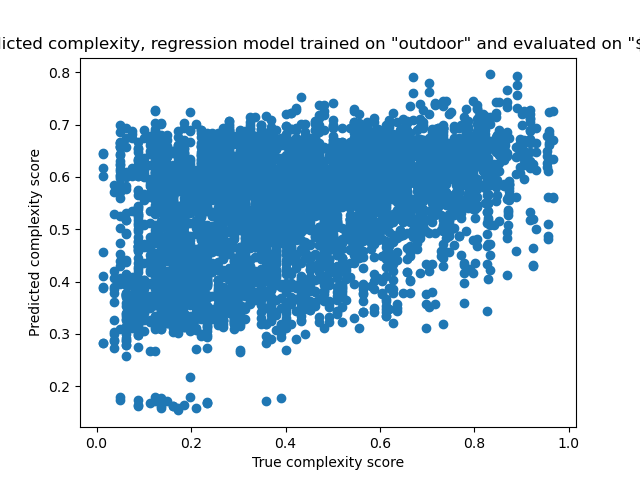 complexity, regression model trained on "outdoor" and evaluated on
0.8
0.7
0.6
0.5
0.4
0.3
0.2
Predicted complexity score
0.0 0.2 0.4 0.6 0.8 1.0
True complexity score